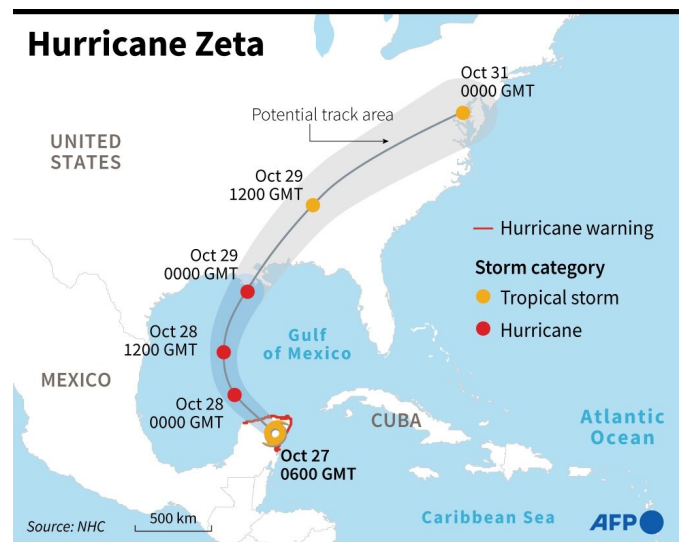 Hurricane Zeta
Oct 31
0000 GMT
Potential track area
UNITED
STATES
Oct 29
1200 GMT
Hurricane warning
Oct 29
0000 GMT
Storm category
Tropical storm
Hurricane
Oct 28
1200 GMT
Gulf
of Mexico
MEXICO
Oct 28
0000 GMT
CUBA
Atlantic
Ocean
Oct 27
0600 GMT
Source: NHC
500 km
Caribbean Sea
AFP